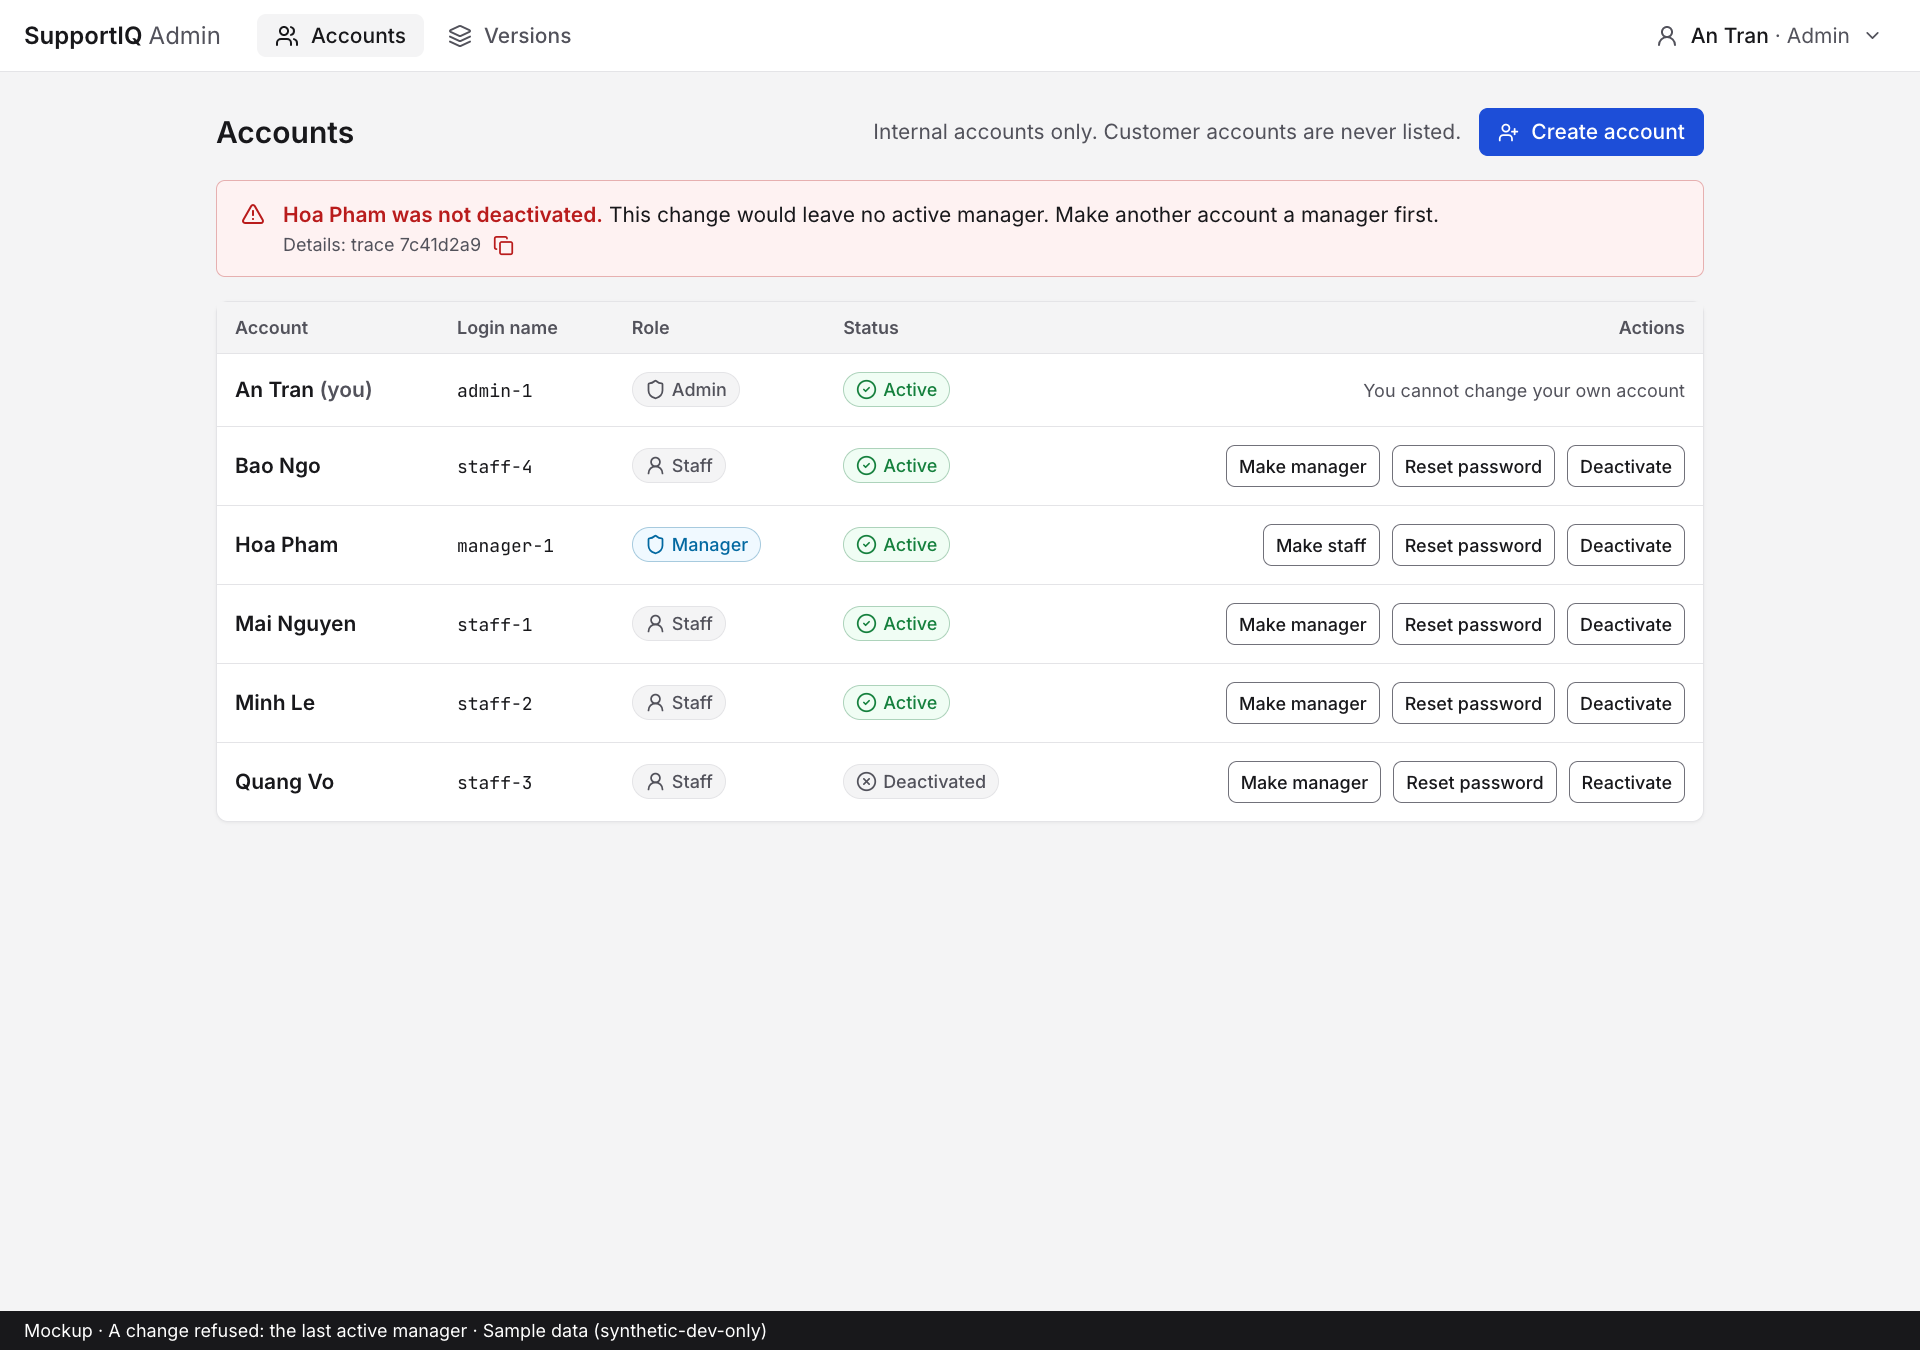 SupportIQ Admin Accounts Versions An Tran · Admin
Accounts Internal accounts only. Customer accounts are never listed. Create account
Hoa Pham was not deactivated. This change would leave no active manager. Make another account a manager first.
Details: trace 7c41d2a9
Account Login name Role Status Actions
An Tran (you) admin-1 Admin Active You cannot change your own account
Bao Ngo staff-4 Staff Active Make manager Reset password Deactivate
Hoa Pham manager-1 Manager Active Make staff Reset password Deactivate
Mai Nguyen staff-1 Staff Active Make manager Reset password Deactivate
Minh Le staff-2 Staff Active Make manager Reset password Deactivate
Quang Vo staff-3 Staff Deactivated Make manager Reset password Reactivate
Mockup · A change refused: the last active manager · Sample data (synthetic-dev-only)